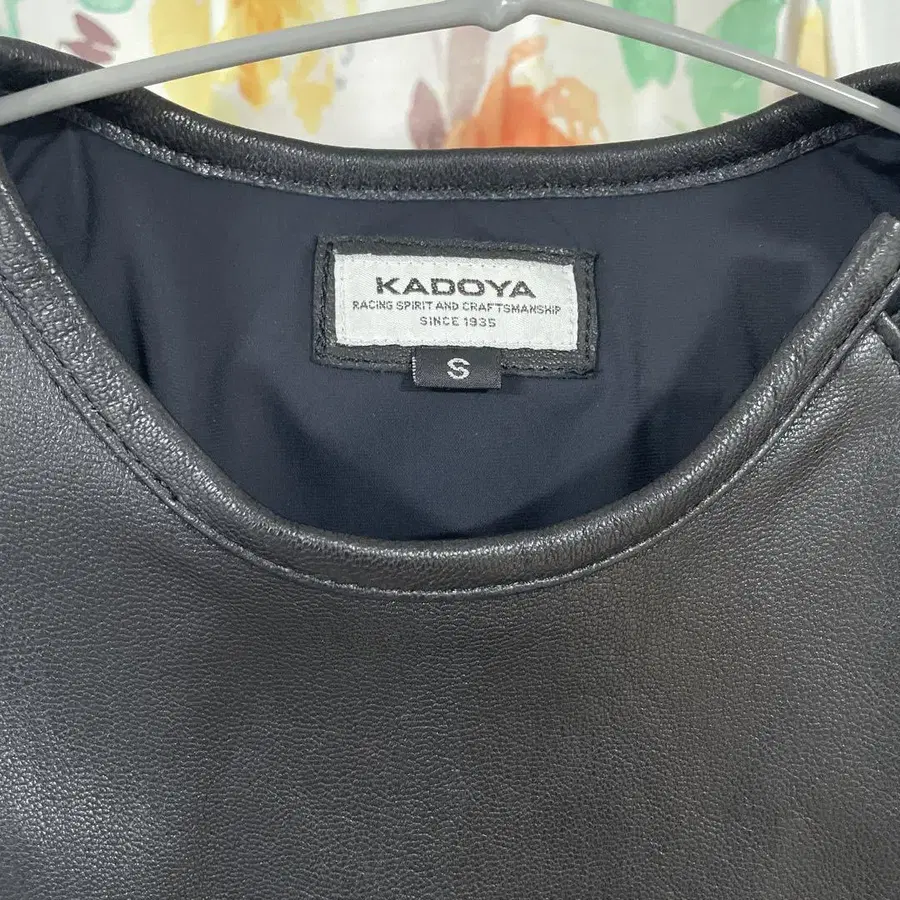 KADOYA
RACING SPIRIT AND CRAFTSMANSHIP
SINCE 1935
S